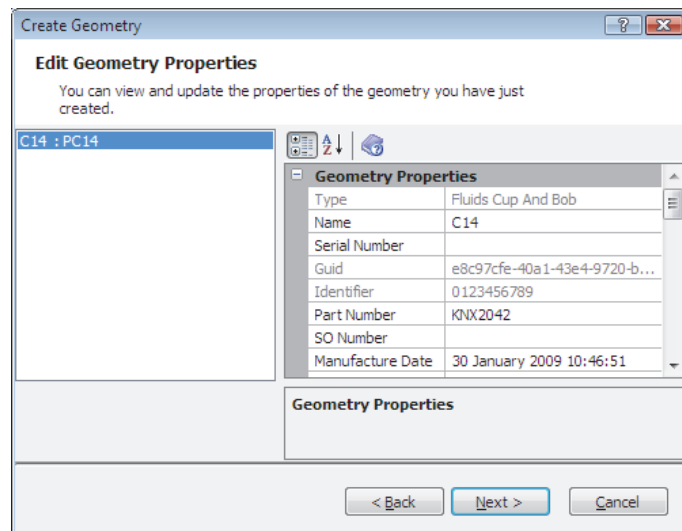 Create Geometry
Edit Geometry Properties
You can view and update the properties of the geometry you have just
created.
C14 : PC14
Geometry Properties
Type Fluids Cup And Bob
Name C14
Serial Number
Guid e8c97cfe-40a1-43e4-9720-b...
Identifier 0123456789
Part Number KNX2042
SO Number
Manufacture Date 30 January 2009 10:46:51
Geometry Properties
< Back Next > Cancel